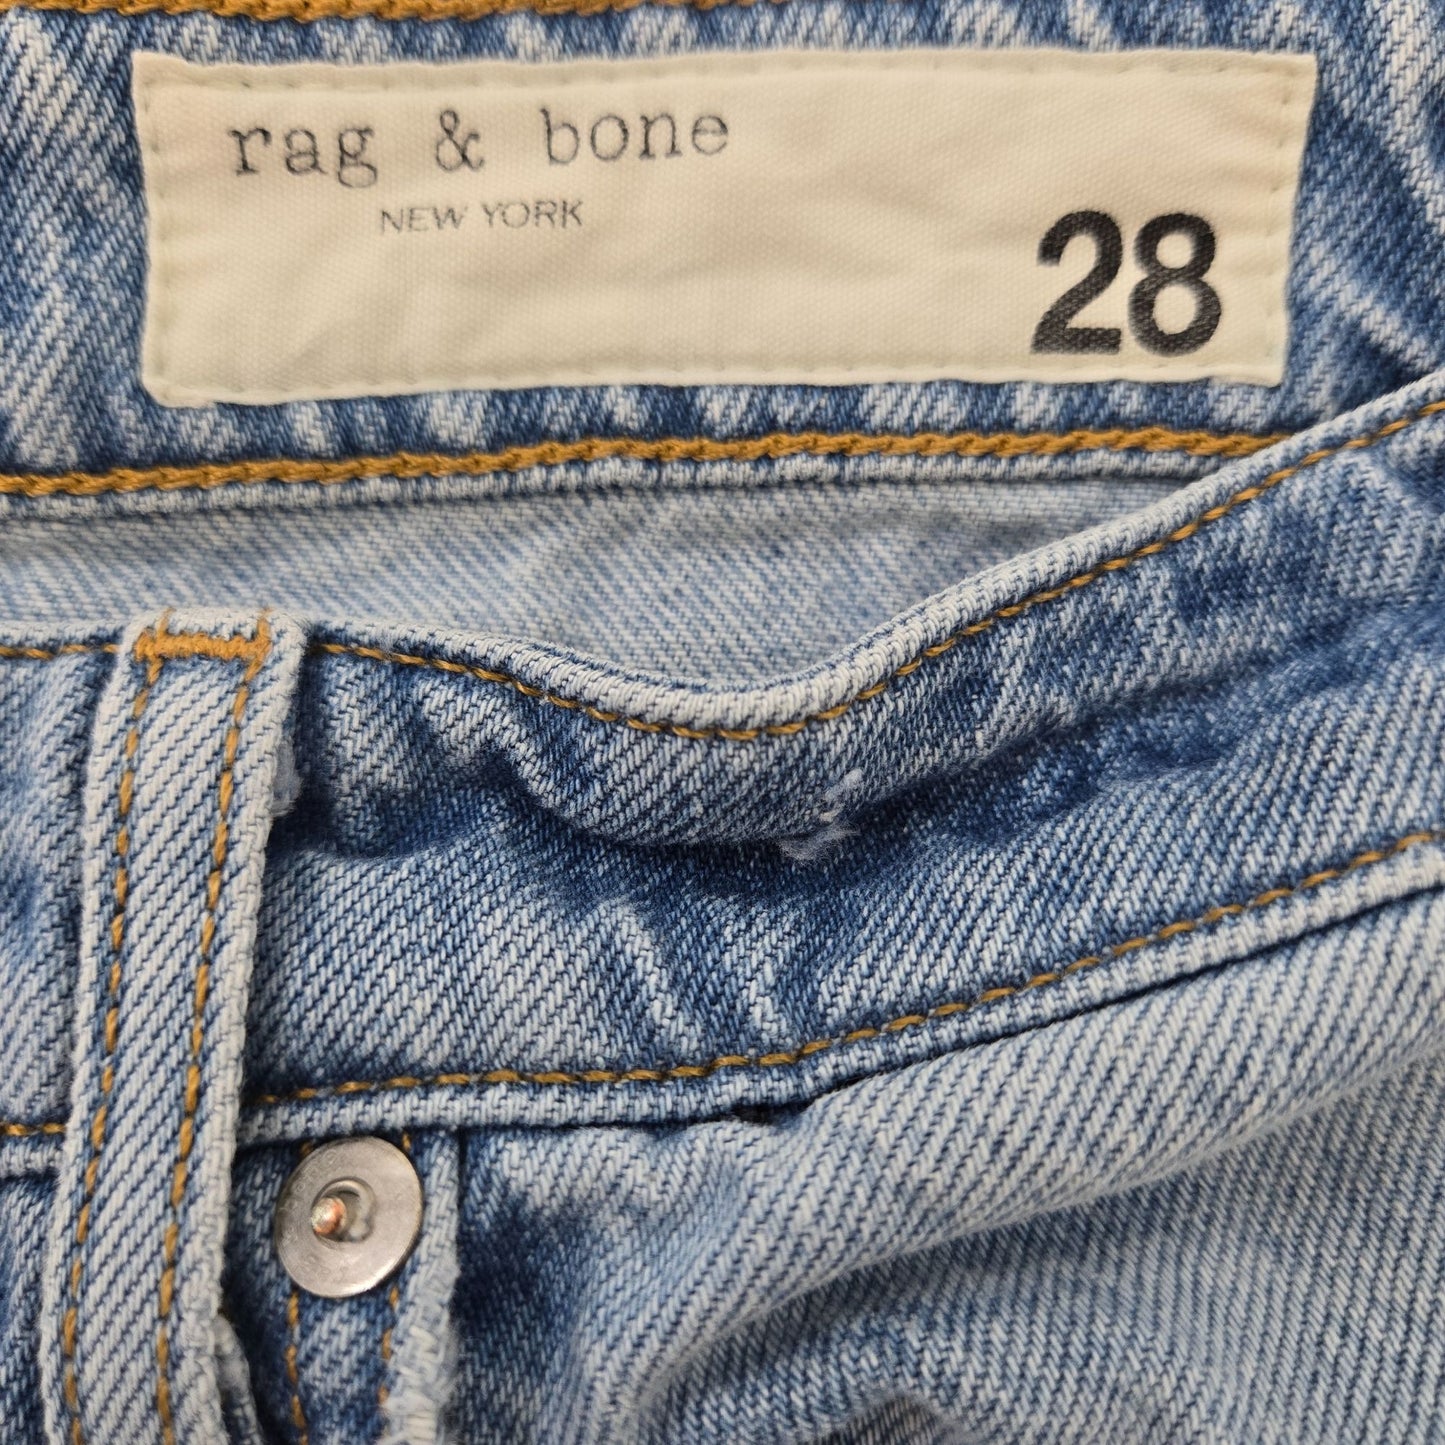 rag & bone
NEW YORK
28